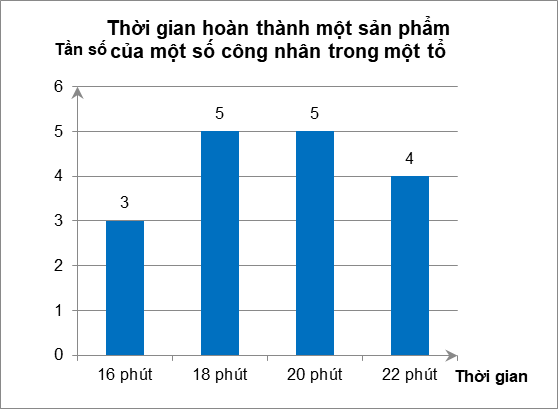 Thời gian hoàn thành một sản phẩm
của một số công nhân trong một tổ
Tần số
6
5
4
3
2
1
0
3
5
5
4
16 phút
18 phút
20 phút
22 phút
Thời gian